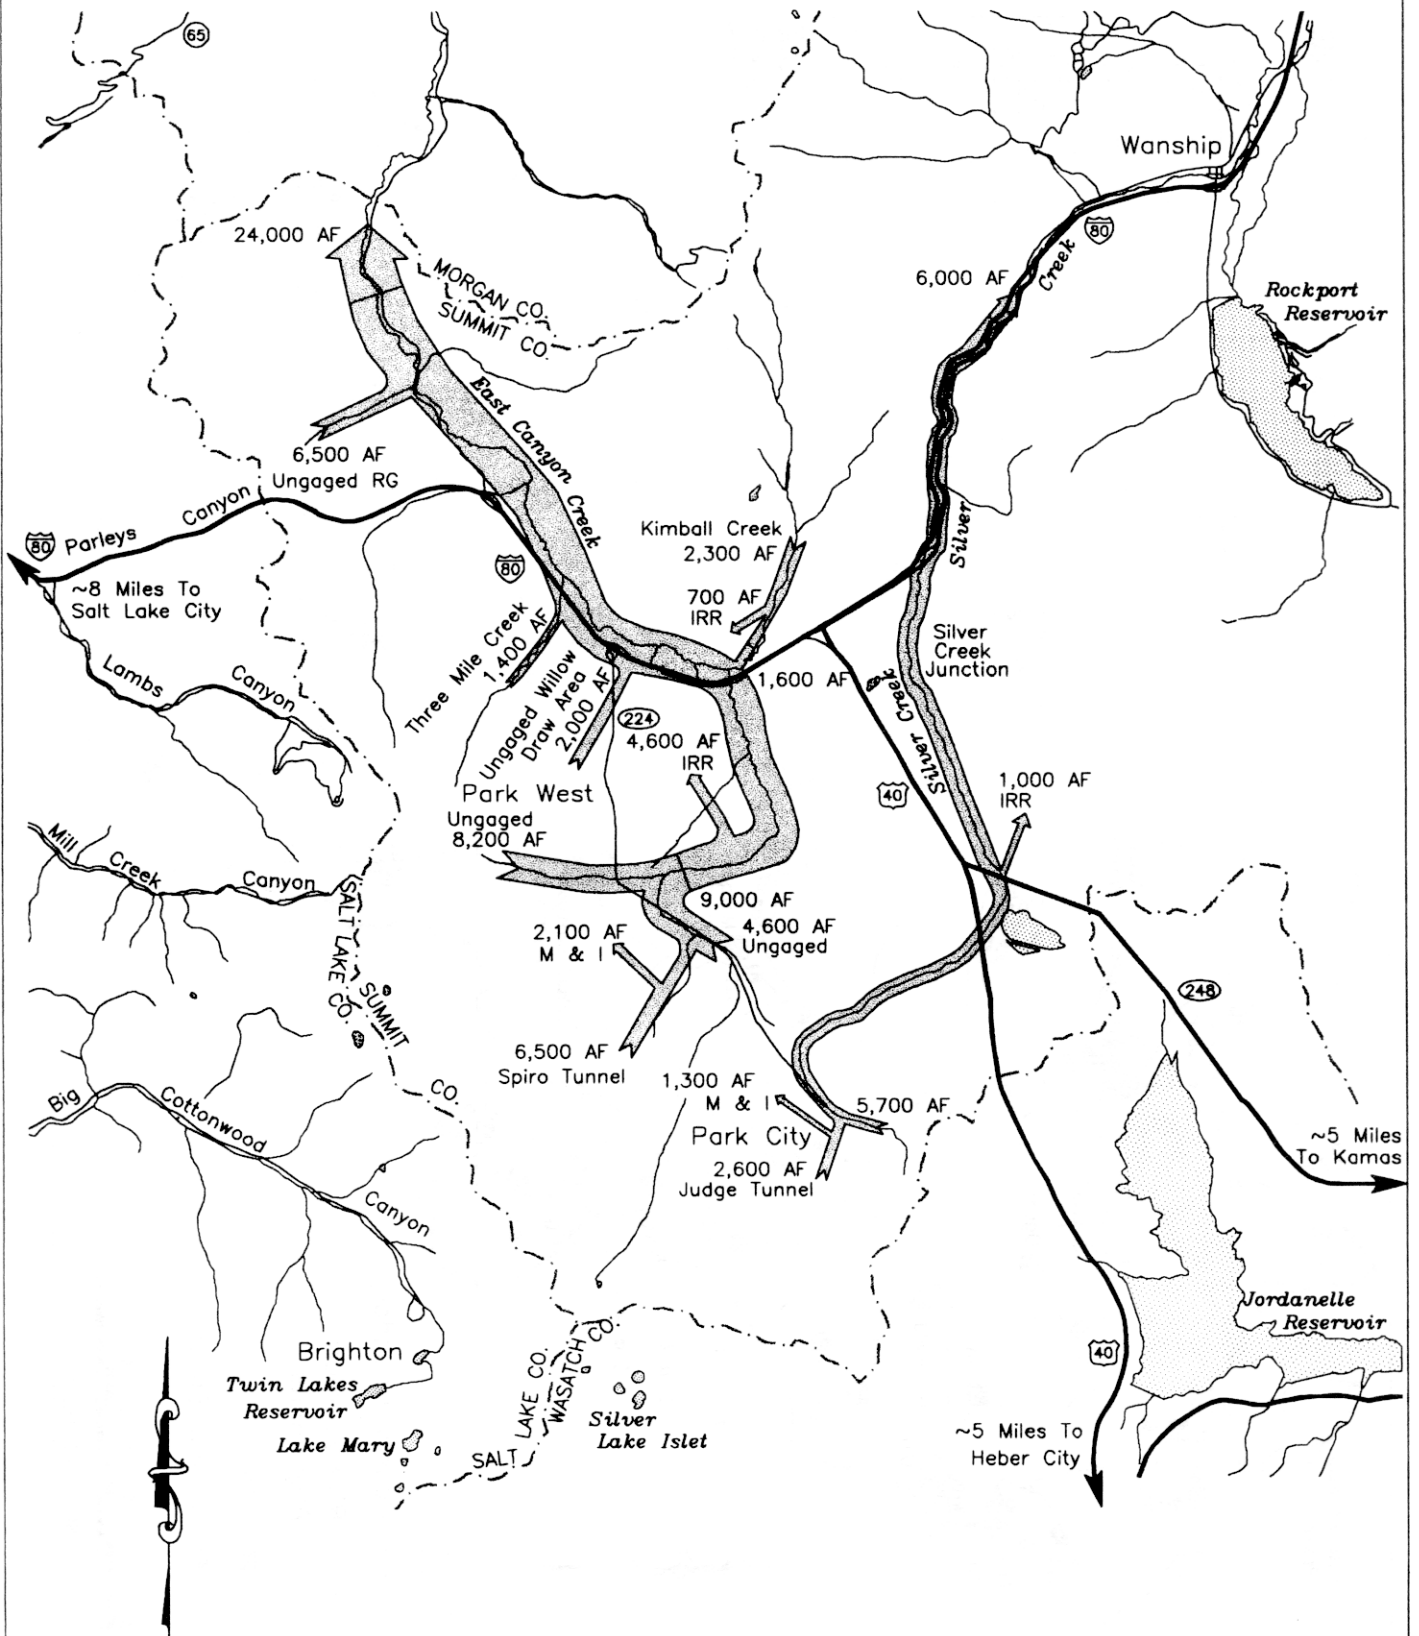 65
Wanship
24,000 AF
80
MORGAN CO.
SUMMIT CO.
6,000 AF
Creek
Rockport
Reservoir
East Canyon Creek
6,500 AF
Ungaged RG
Parleys Canyon
80
Kimball Creek
2,300 AF
Silver
80
~8 Miles To
Salt Lake City
700 AF
IRR
Three Mile Creek
1,400 AF
Silver
Creek
Junction
Lambs Canyon
Ungaged Willow
Draw Area
2,000 AF
1,600 AF
Silver Creek
224
4,600 AF
IRR
Park West
40
1,000 AF
IRR
Ungaged
8,200 AF
Mill Creek Canyon
9,000 AF
4,600 AF
Ungaged
2,100 AF
M & I
SALT LAKE CO.
SUMMIT CO.
248
6,500 AF
Spiro Tunnel
1,300 AF
M & I
5,700 AF
Big Cottonwood Canyon
Park City
~5 Miles
To Kamas
2,600 AF
Judge Tunnel
Jordanelle
Reservoir
Brighton
40
Twin Lakes
Reservoir
SALT LAKE CO.
WASATCH CO.
Silver
Lake Islet
Lake Mary
~5 Miles To
Heber City